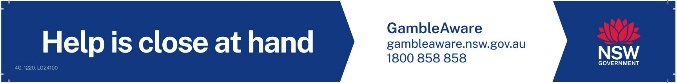 Help is close at hand
GambleAware
gambleaware.nsw.gov.au
1800 858 858
NSW
GOVERNMENT